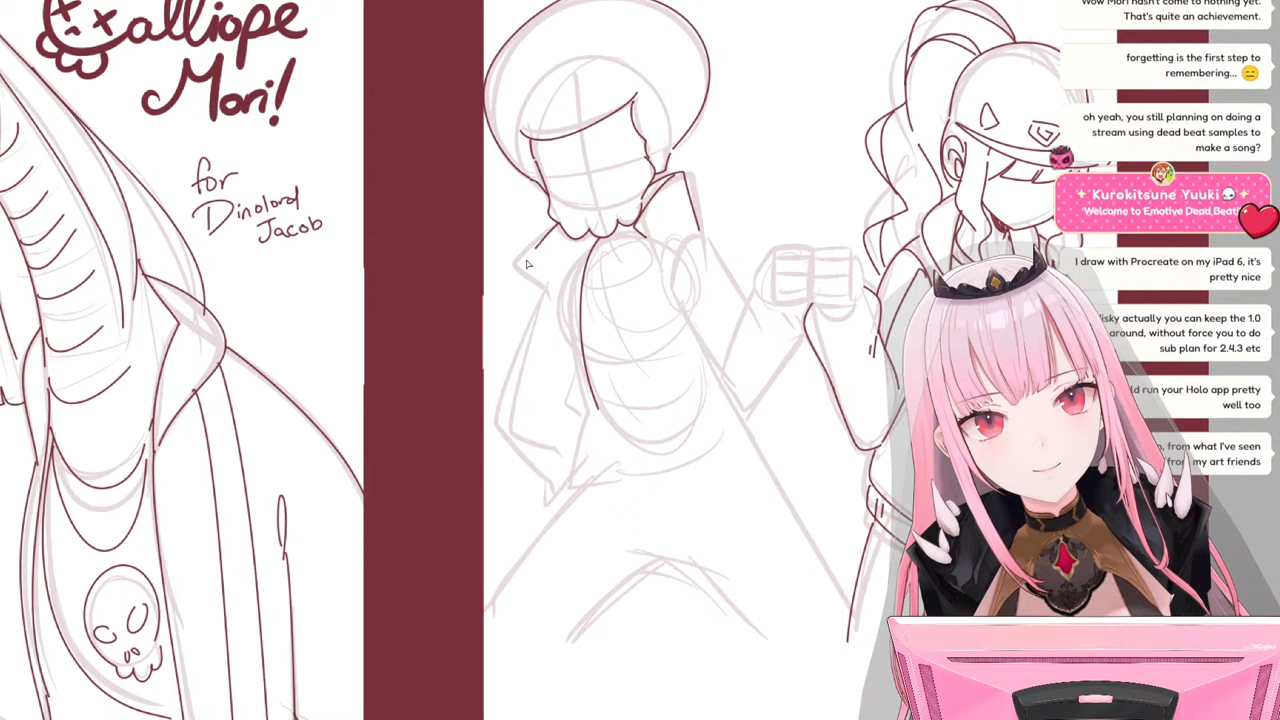 Calliope
Mori!
for
Dinolord
Jacob
Wow Mori hasn't come to nothing yet.
That's quite an achievement.
forgetting is the first step to
remembering... 😑
oh yeah, you still planning on doing a
stream using dead beat samples to
make a song?
Kurokitsune Yuuki
Welcome to Emotive Dead Beat!
I draw with Procreate on my iPad 6, it's
pretty nice
isky actually you can keep the 1.0
around, without force you to do
sub plan for 2.4.3 etc
ld run your Holo app pretty
well too
from what I've seen
from my art friends